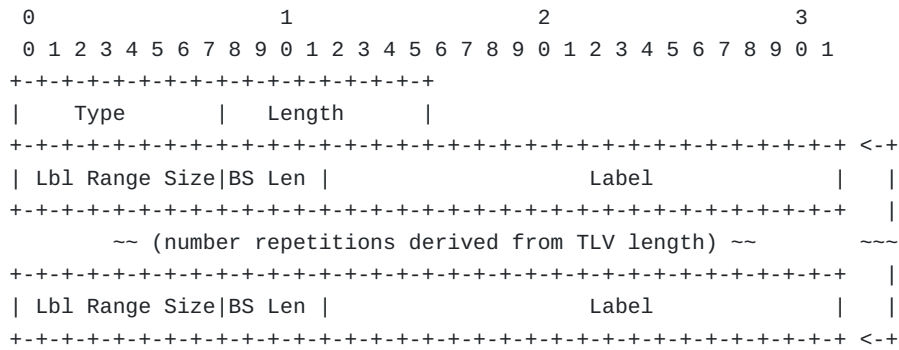 0                   1                   2                   3
 0 1 2 3 4 5 6 7 8 9 0 1 2 3 4 5 6 7 8 9 0 1 2 3 4 5 6 7 8 9 0 1
+-+-+-+-+-+-+-+-+-+-+-+-+-+-+-+-+
|    Type       |   Length      |
+-+-+-+-+-+-+-+-+-+-+-+-+-+-+-+-+-+-+-+-+-+-+-+-+-+-+-+-+-+-+-+-+ <-+
| Lbl Range Size|BS Len |                    Label              |   |
+-+-+-+-+-+-+-+-+-+-+-+-+-+-+-+-+-+-+-+-+-+-+-+-+-+-+-+-+-+-+-+-+   |
        ~~ (number repetitions derived from TLV length) ~~        ~~~
+-+-+-+-+-+-+-+-+-+-+-+-+-+-+-+-+-+-+-+-+-+-+-+-+-+-+-+-+-+-+-+-+   |
| Lbl Range Size|BS Len |                    Label              |   |
+-+-+-+-+-+-+-+-+-+-+-+-+-+-+-+-+-+-+-+-+-+-+-+-+-+-+-+-+-+-+-+-+ <-+